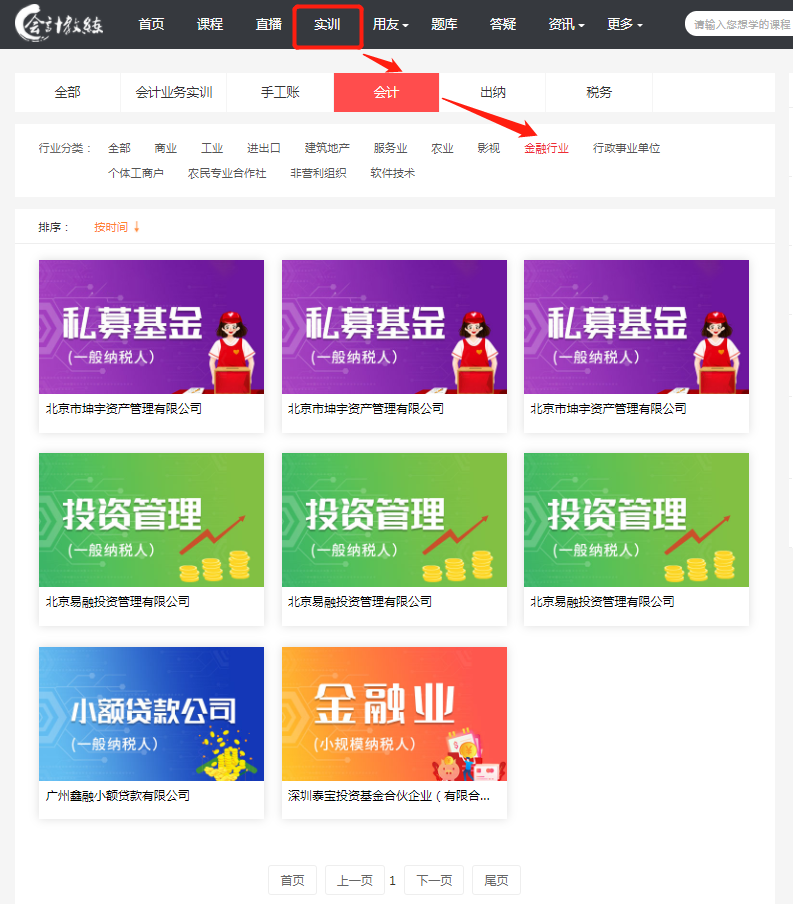 会计教练 首页 课程 直播 实训 用友 题库 答疑 资讯 更多 请输入您想学的课程
全部 会计业务实训 手工账 会计 出纳 税务
行业分类： 全部 商业 工业 进出口 建筑地产 服务业 农业 影视 金融行业 行政事业单位
个体工商户 农民专业合作社 非营利组织 软件技术
排序： 按时间
私募基金 私募基金 私募基金
(一般纳税人) (一般纳税人) (一般纳税人)
北京市坤宇资产管理有限公司 北京市坤宇资产管理有限公司 北京市坤宇资产管理有限公司
投资管理 投资管理 投资管理
(一般纳税人) (一般纳税人) (一般纳税人)
北京易融投资管理有限公司 北京易融投资管理有限公司 北京易融投资管理有限公司
小额贷款公司 金融业
(一般纳税人) (小规模纳税人)
广州鑫融小额贷款有限公司 深圳泰宝投资基金合伙企业（有限合...
首页 上一页 1 下一页 尾页